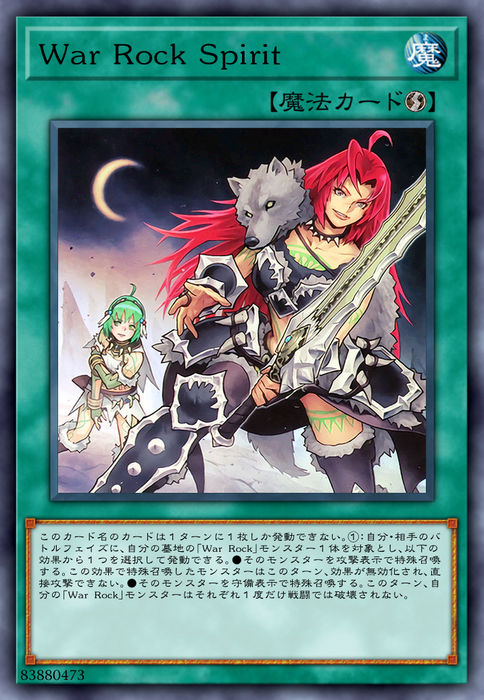 War Rock Spirit
魔
【魔法カード】
このカード名のカードは１ターンに１枚しか発動できない。①：自分・相手のバ
トルフェイズに、自分の墓地の「War Rock」モンスター１体を対象とし、以下の
効果から１つを選択して発動できる。●そのモンスターを攻撃表示で特殊召喚
する。この効果で特殊召喚したモンスターはこのターン、効果が無効化され、直
接攻撃できない。●そのモンスターを守備表示で特殊召喚する。このターン、自
分の「War Rock」モンスターはそれぞれ１度だけ戦闘では破壊されない。
83880473